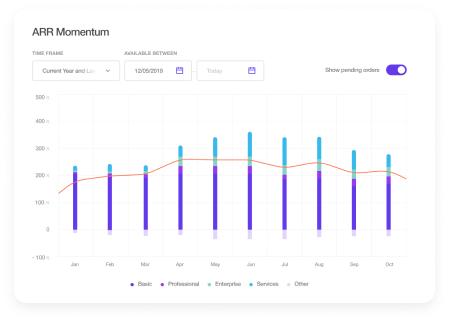 ARR Momentum
TIME FRAME AVAILABLE BETWEEN
Current Year and 12/05/2019 Today Show pending orders
500 K
400 K
300 K
200 K
100 K
0
- 100 K
Jan Feb Mar Apr May Jun Jul Aug Sep Oct
Basic Professional Enterprise Services Other